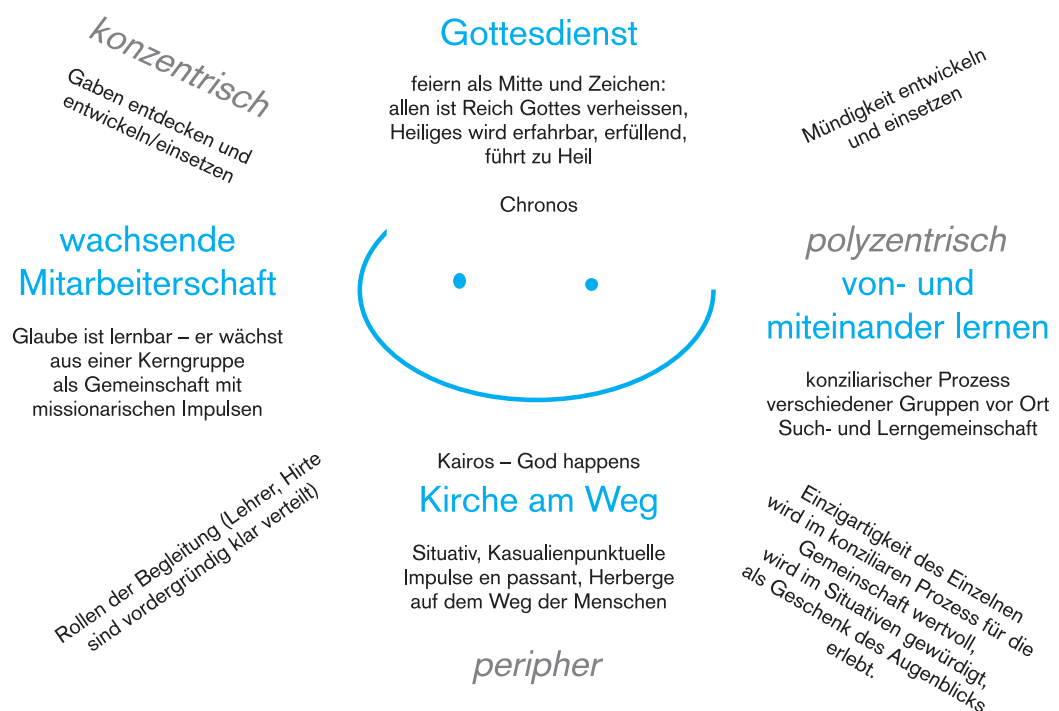 konzentrisch
Gaben entdecken und
entwickeln/einsetzen
Gottesdienst
feiern als Mitte und Zeichen:
allen ist Reich Gottes verheissen,
Heiliges wird erfahrbar, erfüllend,
führt zu Heil
Chronos
Mündigkeit entwickeln
und einsetzen
wachsende
Mitarbeiterschaft
Glaube ist lernbar – er wächst
aus einer Kerngruppe
als Gemeinschaft mit
missionarischen Impulsen
polyzentrisch
von- und
miteinander lernen
konziliarischer Prozess
verschiedener Gruppen vor Ort
Such- und Lerngemeinschaft
Rollen der Begleitung (Lehrer, Hirte
sind vordergründig klar verteilt)
Kairos – God happens
Kirche am Weg
Situativ, Kasualienpunktuelle
Impulse en passant, Herberge
auf dem Weg der Menschen
peripher
Einzigartigkeit des Einzelnen
wird im konziliaren Prozess für die
Gemeinschaft wertvoll,
wird im Situativen gewürdigt,
als Geschenk des Augenblicks
erlebt.